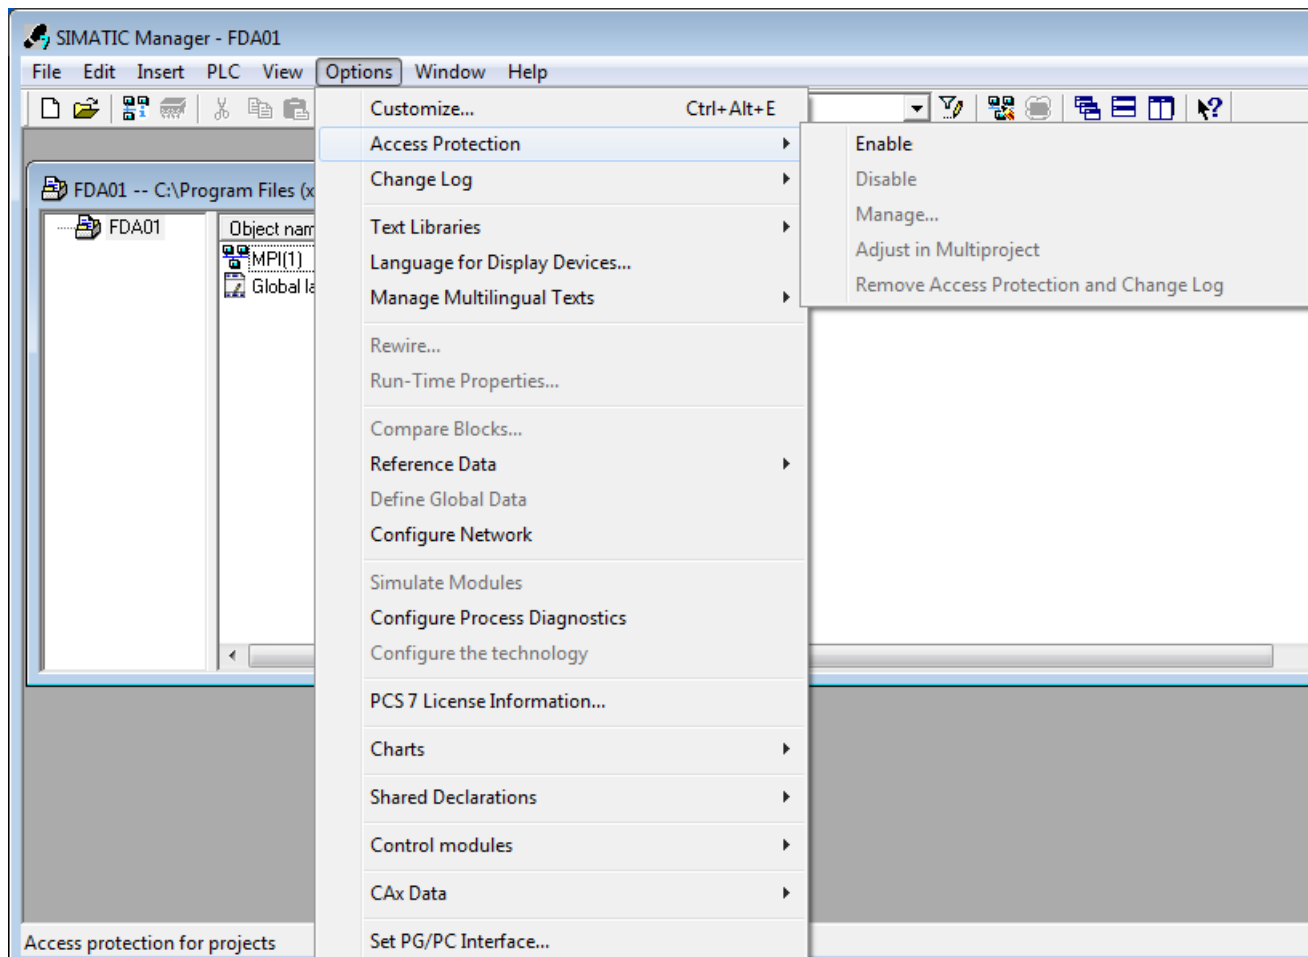 SIMATIC Manager - FDA01
File Edit Insert PLC View Options Window Help
Customize... Ctrl+Alt+E
Access Protection
Change Log
Text Libraries
Language for Display Devices...
Manage Multilingual Texts
Rewire...
Run-Time Properties...
Compare Blocks...
Reference Data
Define Global Data
Configure Network
Simulate Modules
Configure Process Diagnostics
Configure the technology
PCS 7 License Information...
Charts
Shared Declarations
Control modules
CAx Data
Set PG/PC Interface...
Enable
Disable
Manage...
Adjust in Multiproject
Remove Access Protection and Change Log
FDA01 -- C:\Program Files (x
FDA01
Object nam
MPI(1)
Global la
Access protection for projects